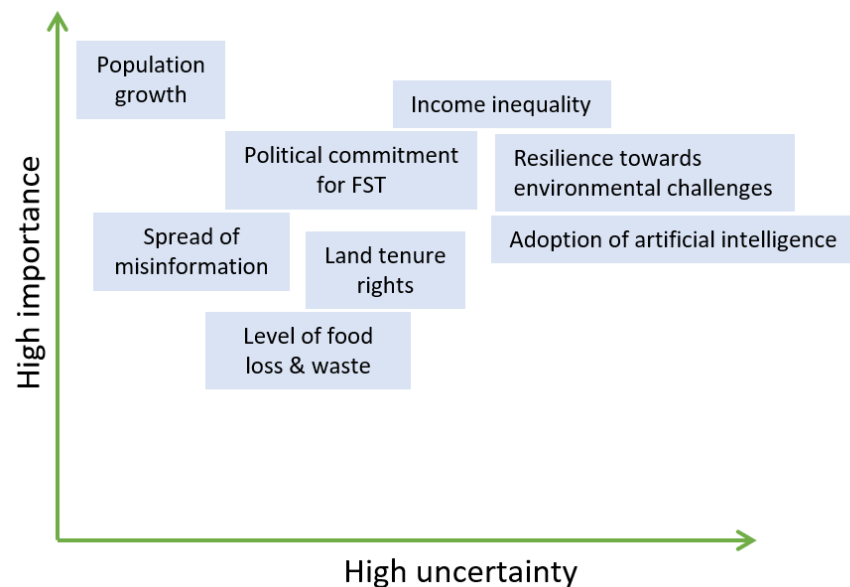 Population
growth
Income inequality
Political commitment
for FST
Resilience towards
environmental challenges
Spread of
misinformation
Land tenure
rights
Adoption of artificial intelligence
Level of food
loss & waste
High importance
High uncertainty